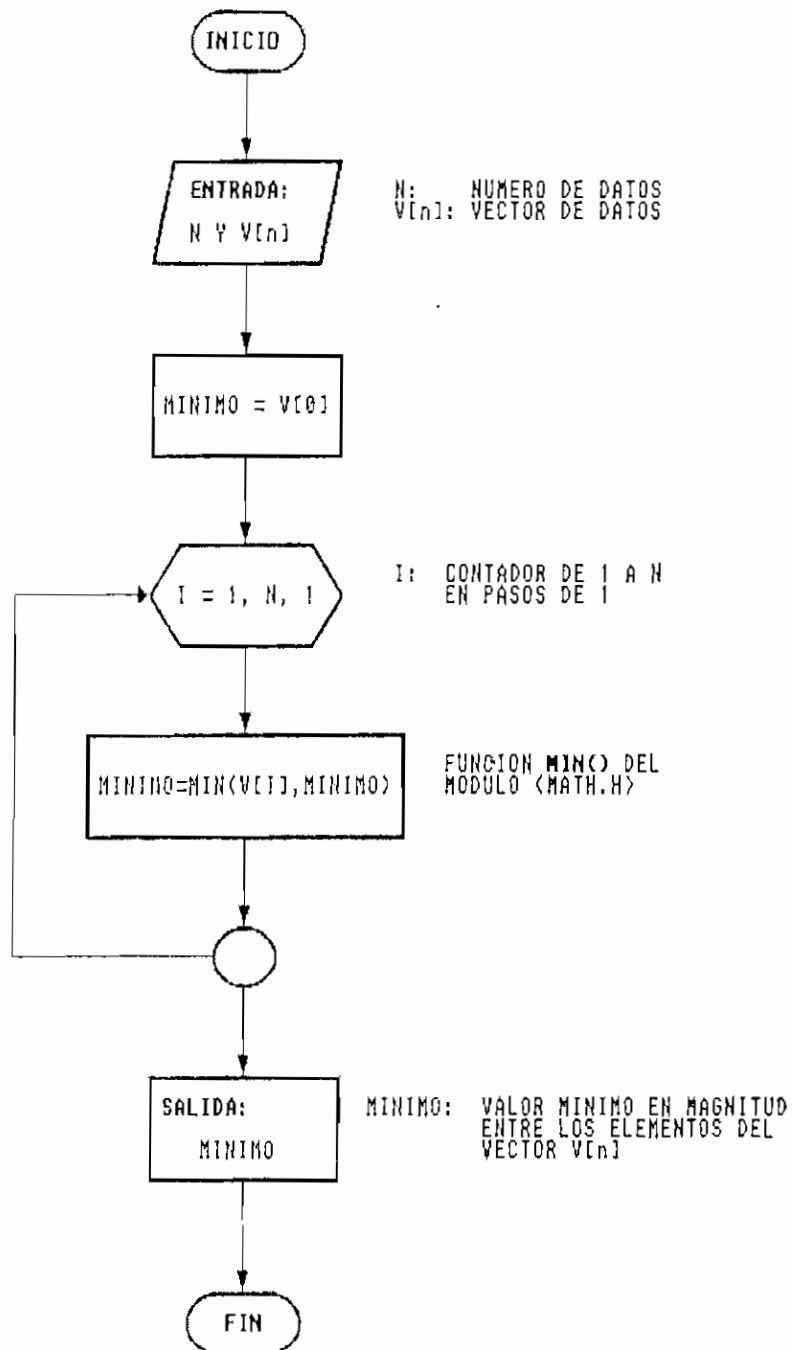 INICIO
ENTRADA:
N Y V[n]
N: NUMERO DE DATOS
V[n]: VECTOR DE DATOS
MINIMO = V[0]
I = 1, N, 1
I: CONTADOR DE 1 A N
EN PASOS DE 1
MINIMO=MIN(V[I],MINIMO)
FUNCION MIN() DEL
MODULO <MATH.H>
SALIDA:
MINIMO
MINIMO: VALOR MINIMO EN MAGNITUD
ENTRE LOS ELEMENTOS DEL
VECTOR V[n]
FIN